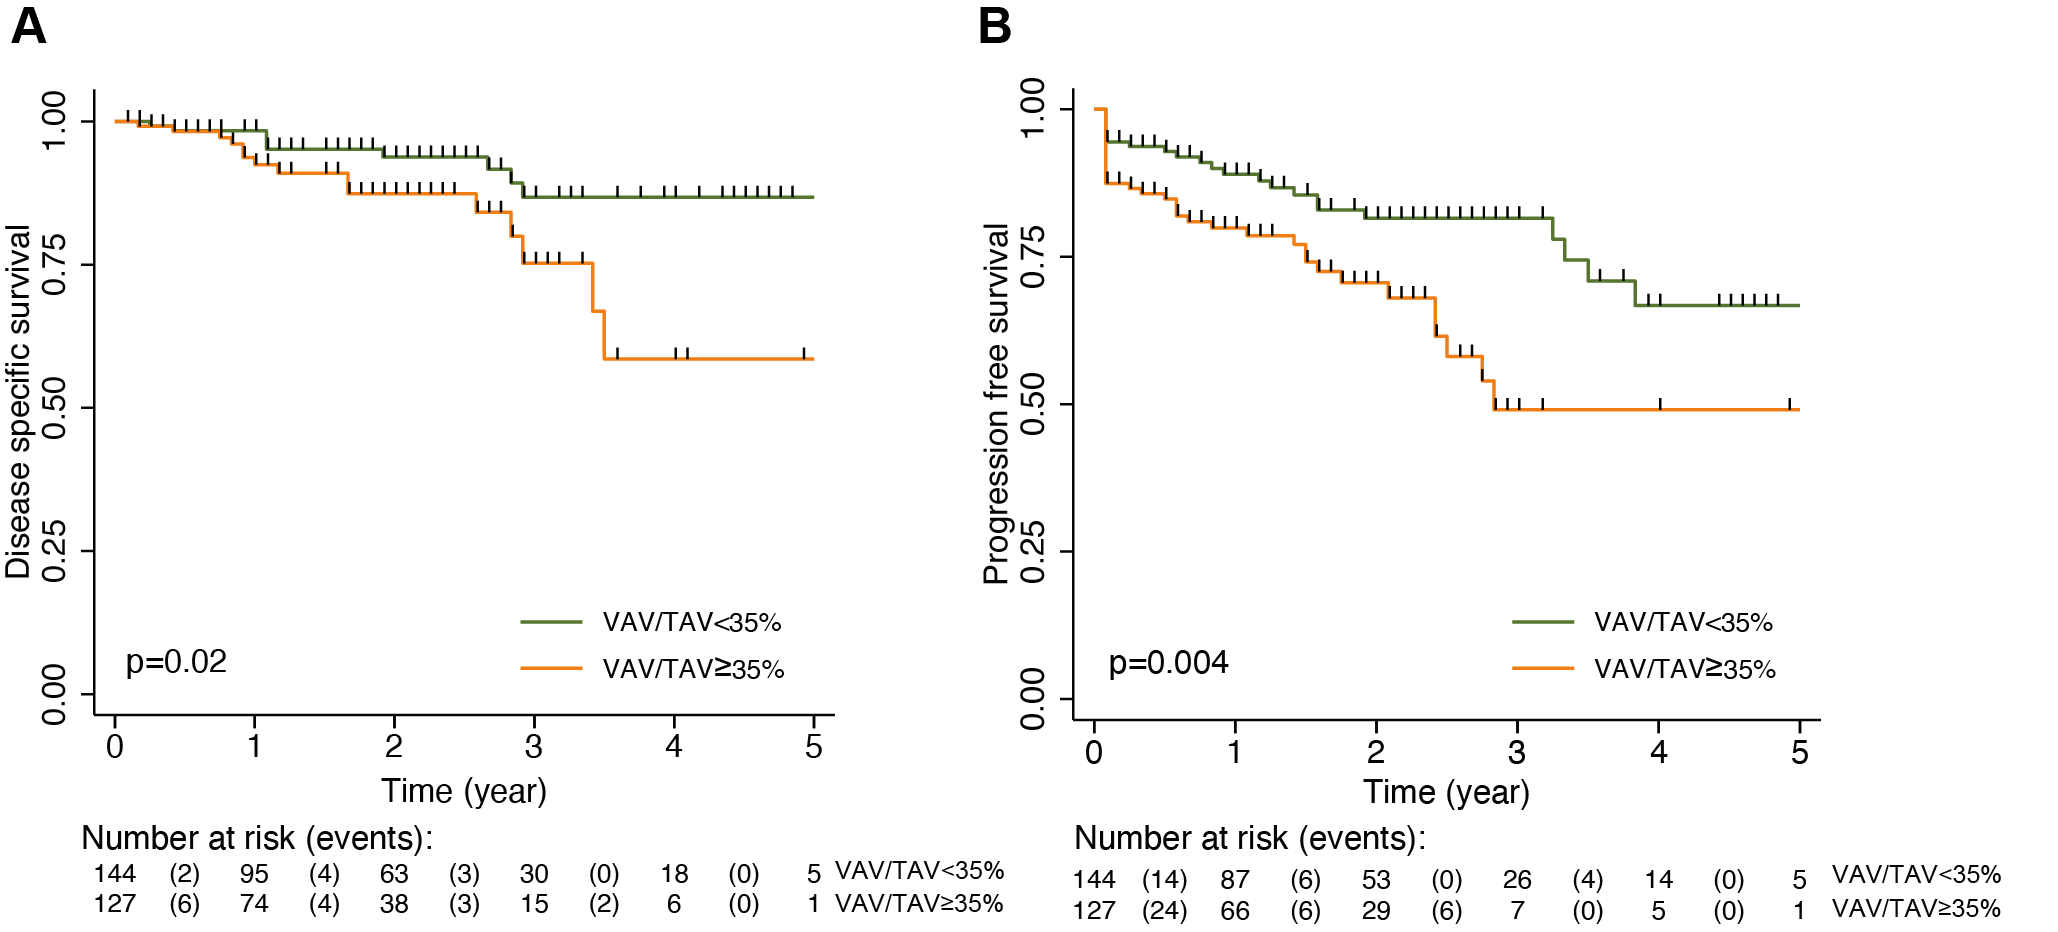 A
Disease specific survival
1.00
0.75
0.50
0.25
0.00
p=0.02
VAV/TAV<35%
VAV/TAV≥35%
0 1 2 3 4 5
Time (year)
Number at risk (events):
144 (2) 95 (4) 63 (3) 30 (0) 18 (0) 5 VAV/TAV<35%
127 (6) 74 (4) 38 (3) 15 (2) 6 (0) 1 VAV/TAV≥35%
B
Progression free survival
1.00
0.75
0.50
0.25
0.00
p=0.004
VAV/TAV<35%
VAV/TAV≥35%
0 1 2 3 4 5
Time (year)
Number at risk (events):
144 (14) 87 (6) 53 (0) 26 (4) 14 (0) 5 VAV/TAV<35%
127 (24) 66 (6) 29 (6) 7 (0) 5 (0) 1 VAV/TAV≥35%